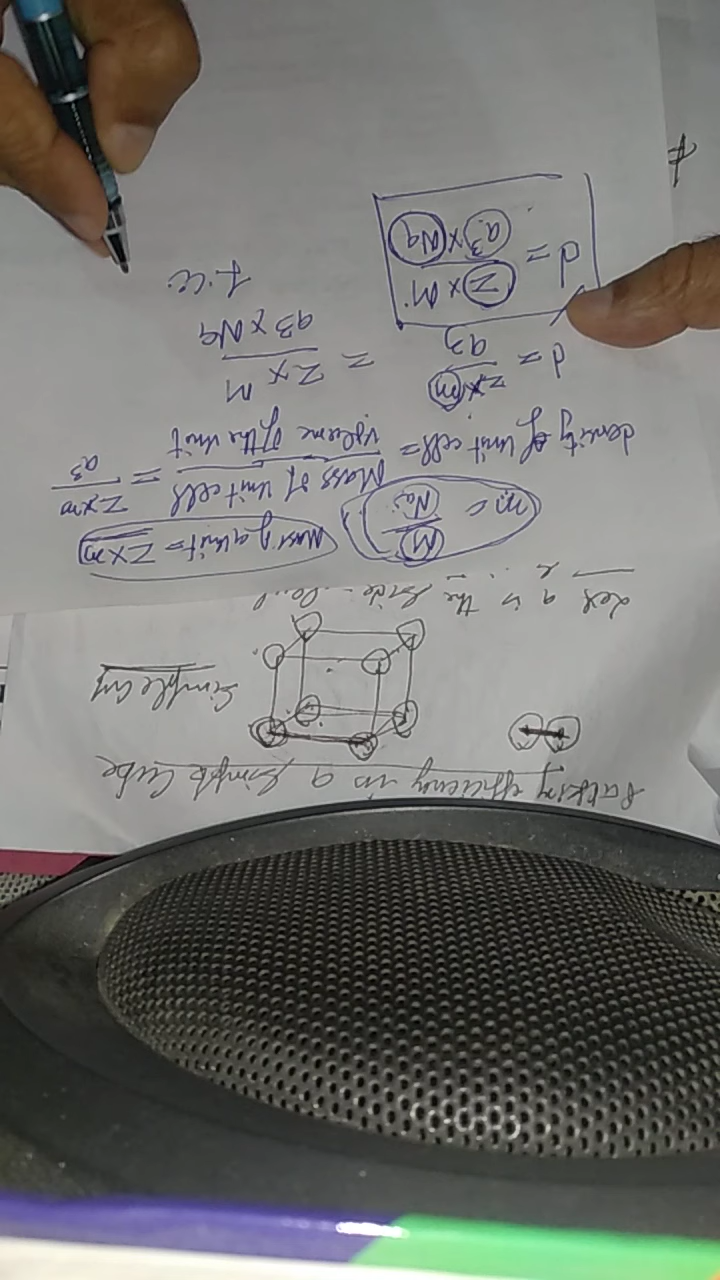 Packing efficiency in a Simple Cube
Simple
Let a is the Side -
m = M/Na
Mass of a unit = Z×m
density of unit cell = Mass of unit cell / volume of the unit = Z×m / a3
d = Z×m / a3 = Z×M / a3×Na
d = Z×M / a3×Na
f.cc.